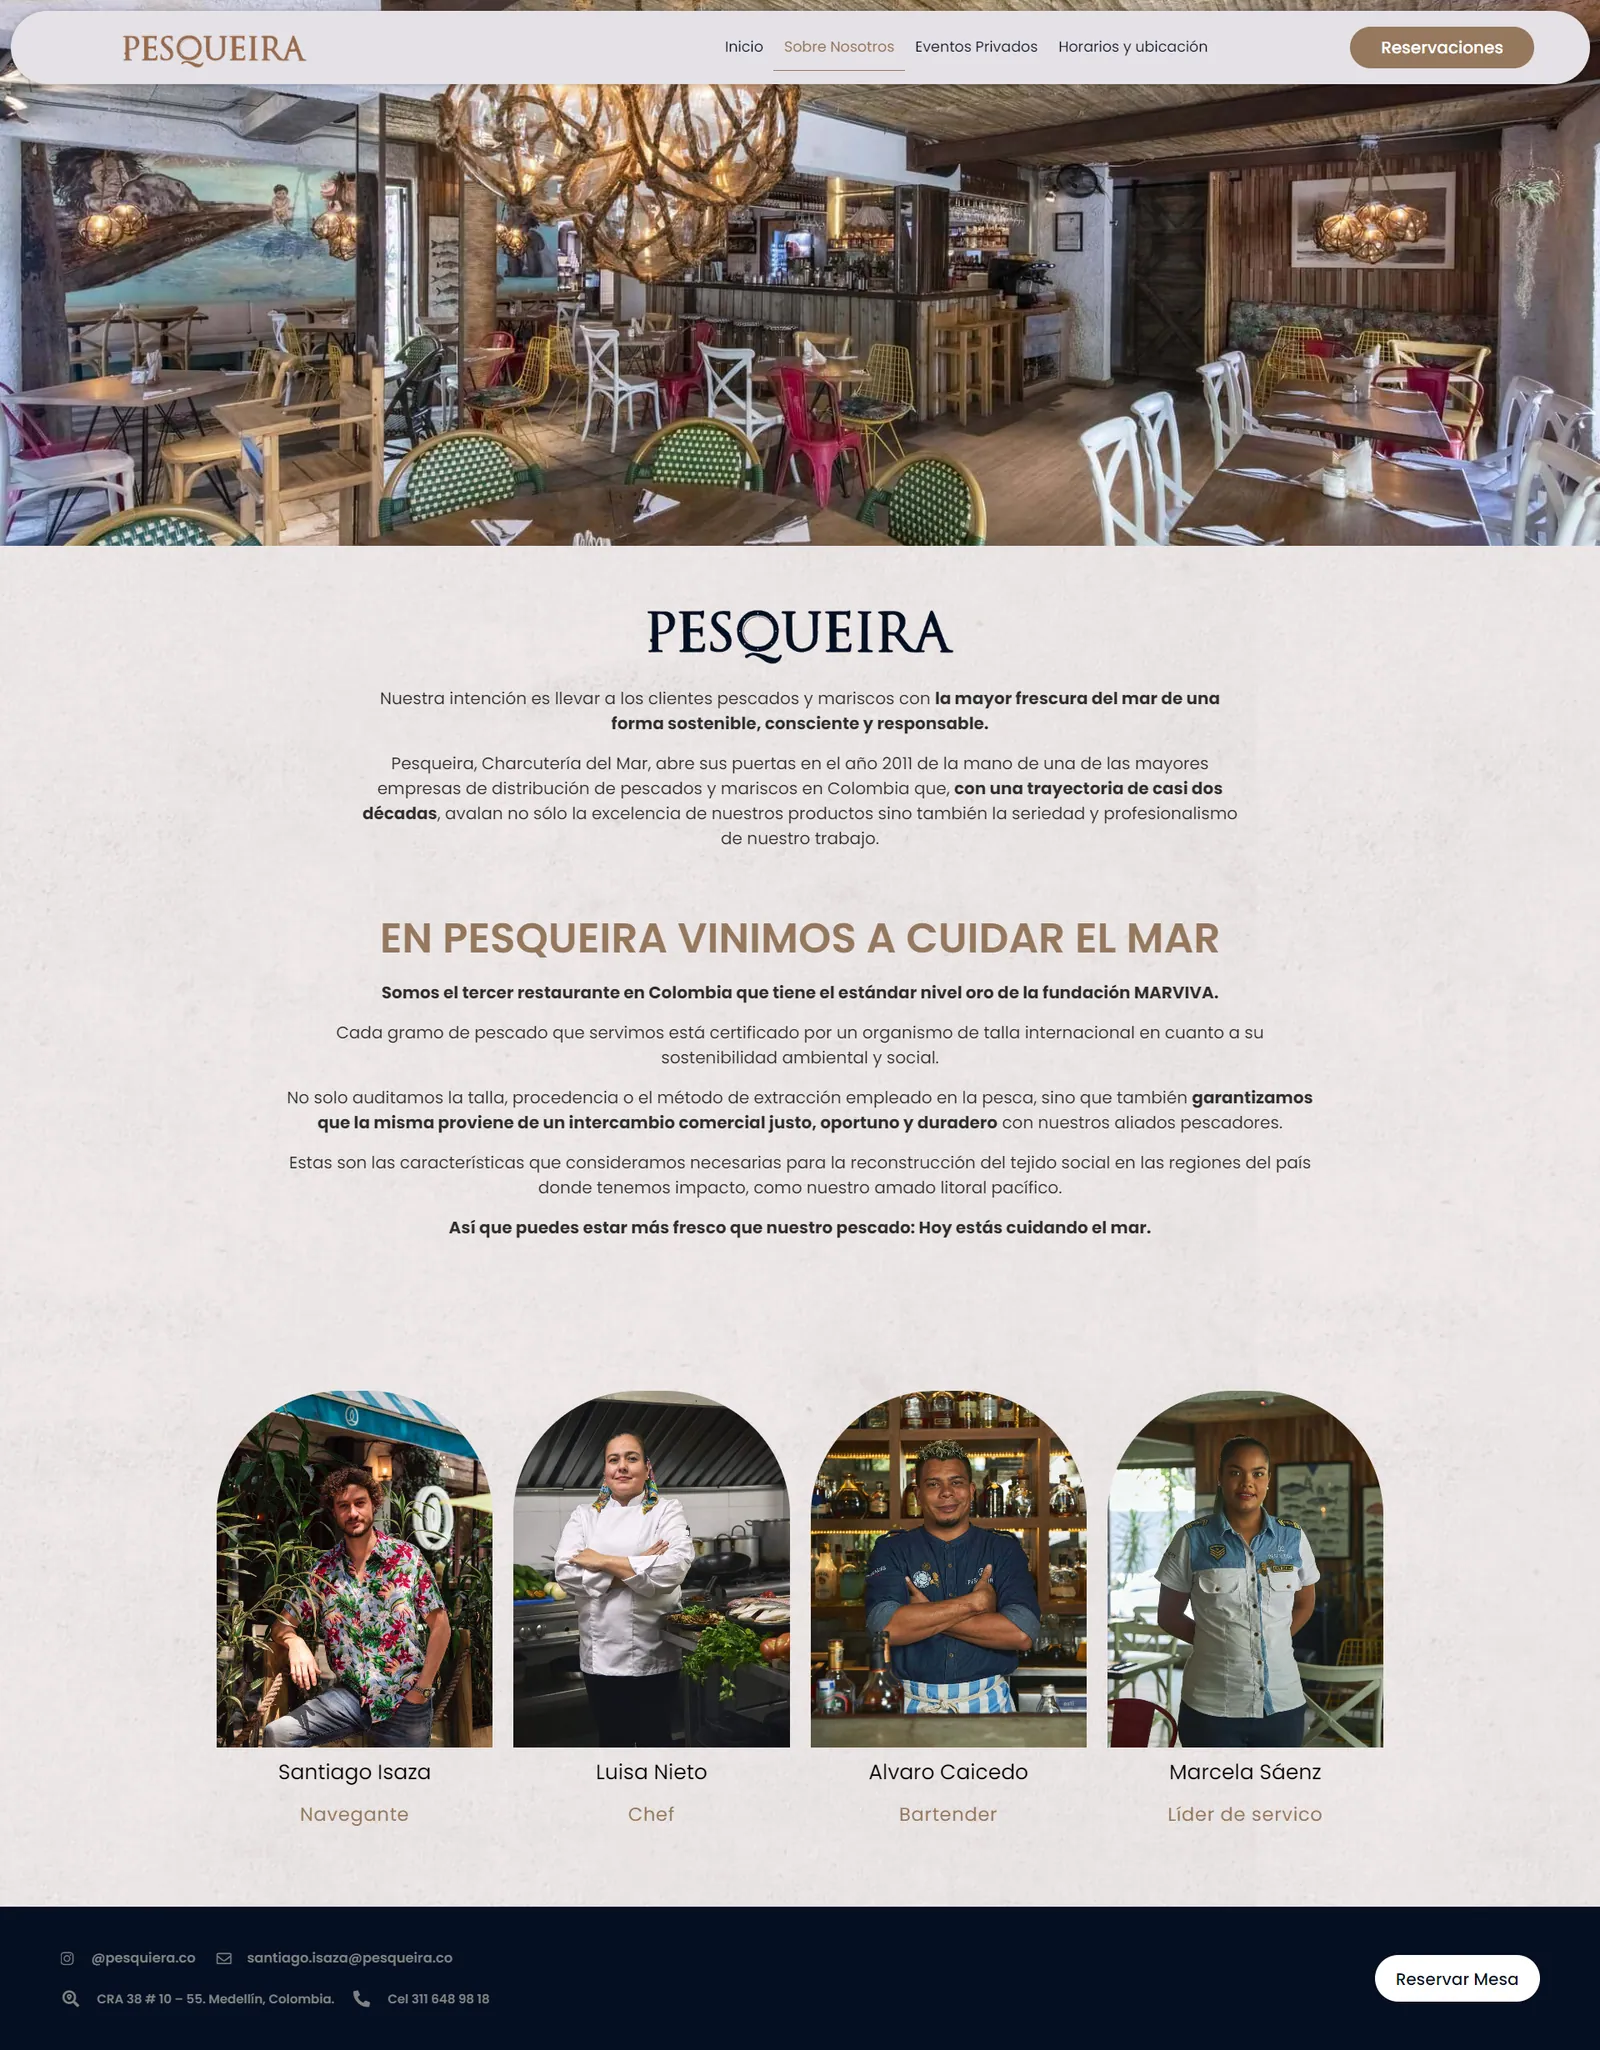 PESQUEIRA
Inicio
Sobre Nosotros
Eventos Privados
Horarios y ubicación
Reservaciones
PESQUEIRA
Nuestra intención es llevar a los clientes pescados y mariscos con la mayor frescura del mar de una
forma sostenible, consciente y responsable.
Pesqueira, Charcutería del Mar, abre sus puertas en el año 2011 de la mano de una de las mayores
empresas de distribución de pescados y mariscos en Colombia que, con una trayectoria de casi dos
décadas, avalan no sólo la excelencia de nuestros productos sino también la seriedad y profesionalismo
de nuestro trabajo.
EN PESQUEIRA VINIMOS A CUIDAR EL MAR
Somos el tercer restaurante en Colombia que tiene el estándar nivel oro de la fundación MARVIVA.
Cada gramo de pescado que servimos está certificado por un organismo de talla internacional en cuanto a su
sostenibilidad ambiental y social.
No solo auditamos la talla, procedencia o el método de extracción empleado en la pesca, sino que también garantizamos
que la misma proviene de un intercambio comercial justo, oportuno y duradero con nuestros aliados pescadores.
Estas son las características que consideramos necesarias para la reconstrucción del tejido social en las regiones del país
donde tenemos impacto, como nuestro amado litoral pacífico.
Así que puedes estar más fresco que nuestro pescado: Hoy estás cuidando el mar.
Santiago Isaza
Navegante
Luisa Nieto
Chef
Alvaro Caicedo
Bartender
Marcela Sáenz
Líder de servico
@pesquiera.co
santiago.isaza@pesqueira.co
CRA 38 # 10 – 55. Medellín, Colombia.
Cel 311 648 98 18
Reservar Mesa